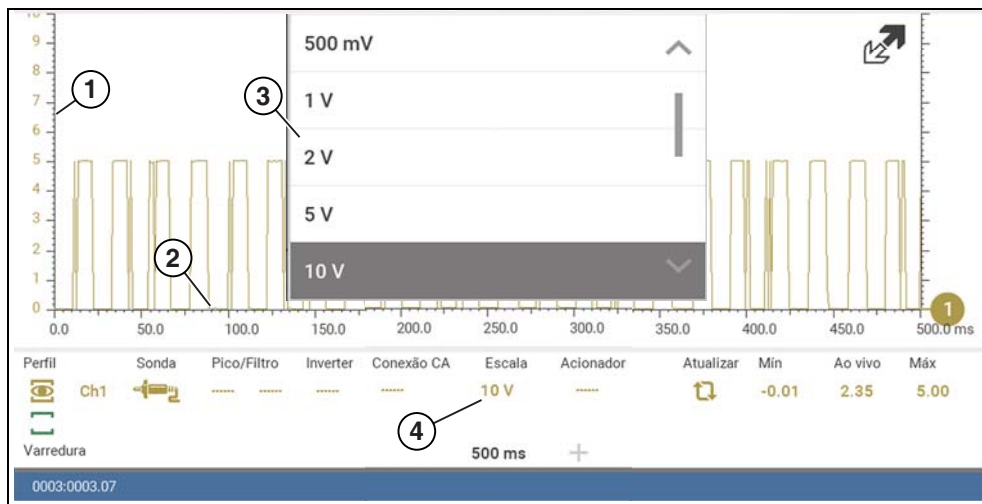 10
9
8
7
6
5
4
3
2
1
0
500 mV
1 V
2 V
5 V
10 V
1
2
3
4
1
0.0 50.0 100.0 150.0 200.0 250.0 300.0 350.0 400.0 450.0 500.0 ms
Perfil Sonda Pico/Filtro Inverter Conexão CA Escala Acionador Atualizar Mín Ao vivo Máx
Ch1 ----- ----- ----- ----- 10 V ----- -0.01 2.35 5.00
Varredura 500 ms +
0003:0003.07